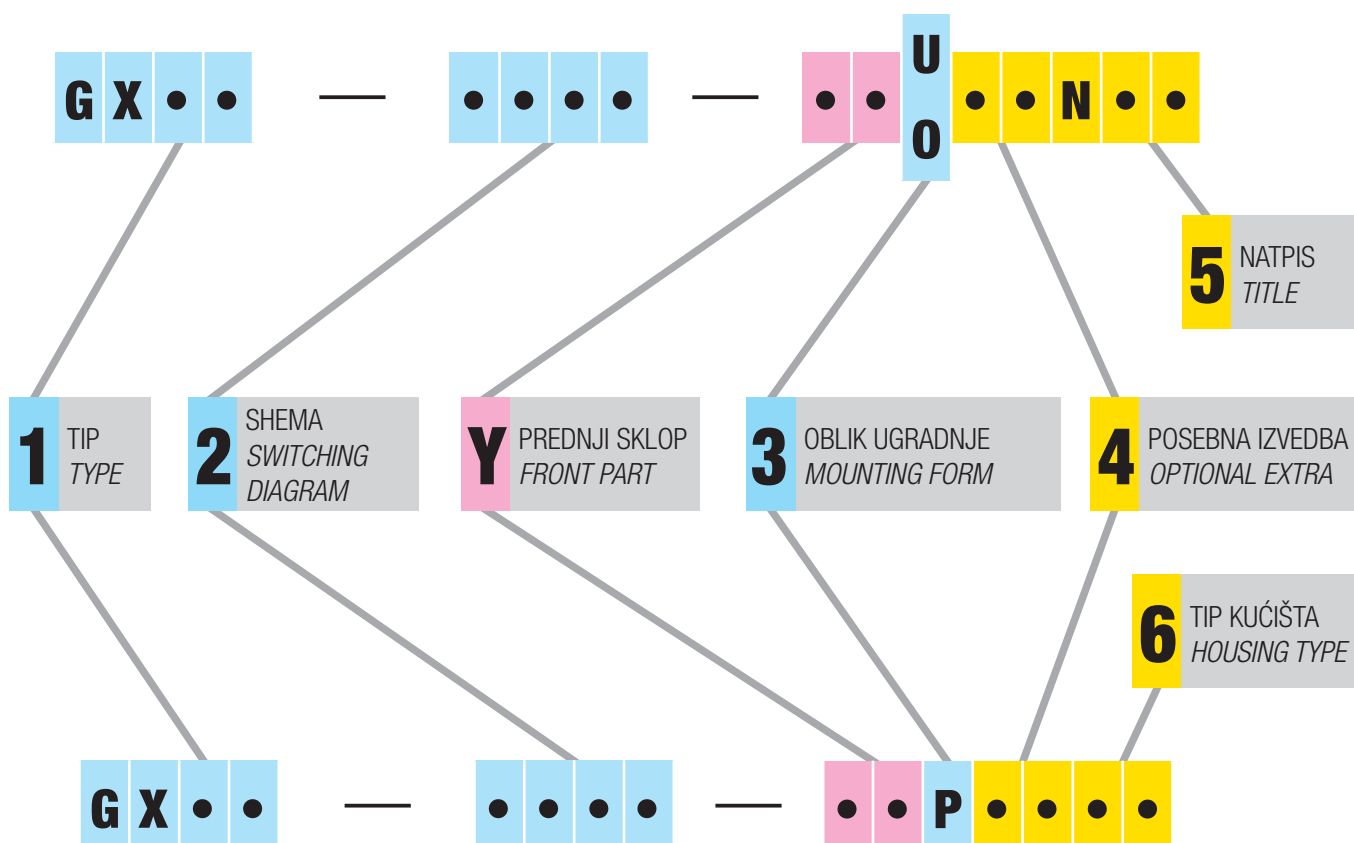 GX•• — •••• — ••UO••N••
5 NATPIS
TITLE
1 TIP
TYPE
2 SHEMA
SWITCHING
DIAGRAM
Y PREDNJI SKLOP
FRONT PART
3 OBLIK UGRADNJE
MOUNTING FORM
4 POSEBNA IZVEDBA
OPTIONAL EXTRA
6 TIP KUĆIŠTA
HOUSING TYPE
GX•• — •••• — ••P••••